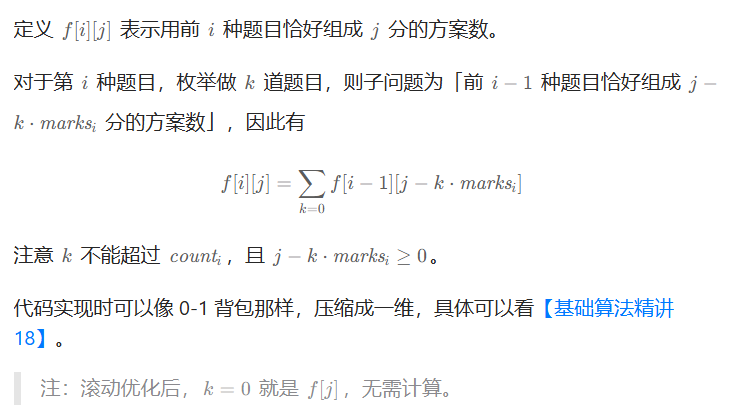 定义 f[i][j] 表示用前 i 种题目恰好组成 j 分的方案数。
对于第 i 种题目，枚举做 k 道题目，则子问题为「前 i − 1 种题目恰好组成 j −
k · marks_i 分的方案数」，因此有
f[i][j] = ∑_{k=0} f[i − 1][j − k · marks_i]
注意 k 不能超过 count_i，且 j − k · marks_i ≥ 0。
代码实现时可以像 0-1 背包那样，压缩成一维，具体可以看【基础算法精讲
18】。
注：滚动优化后，k = 0 就是 f[j]，无需计算。